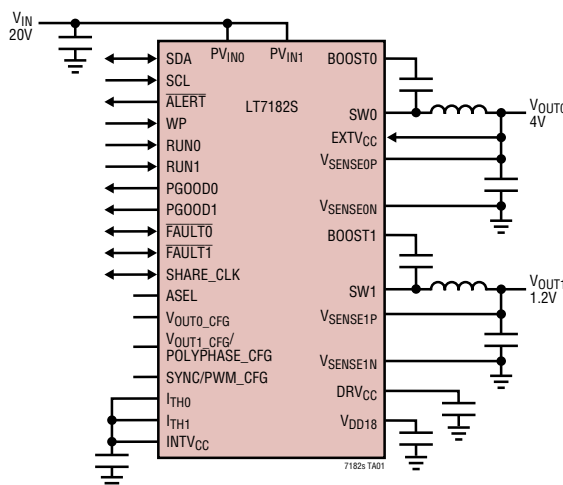 VIN
20V
SDA
PVIN0
PVIN1
BOOST0
SCL
ALERT
LT7182S
WP
SW0
VOUT0
4V
RUN0
EXTVCC
RUN1
VSENSE0P
PGOOD0
PGOOD1
VSENSE0N
FAULT0
BOOST1
FAULT1
SHARE_CLK
ASEL
SW1
VOUT1
1.2V
VOUT0_CFG
VSENSE1P
VOUT1_CFG/
POLYPHASE_CFG
VSENSE1N
SYNC/PWM_CFG
DRVCC
ITH0
ITH1
VDD18
INTVCC
7182s TA01